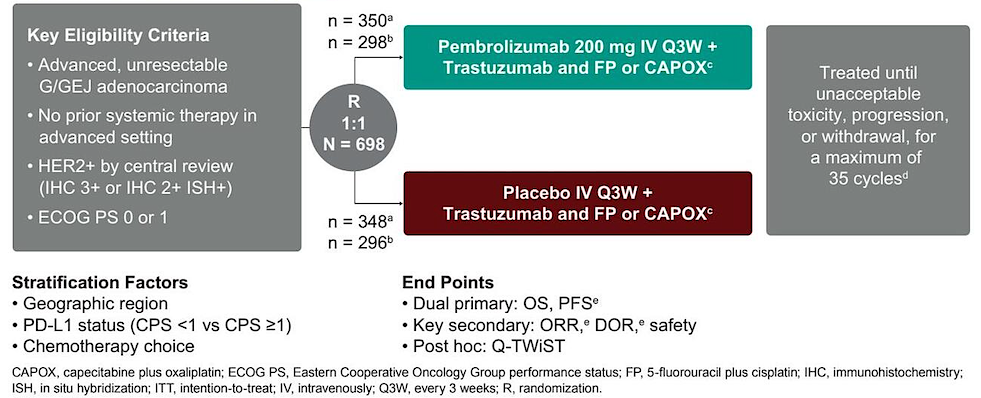 Key Eligibility Criteria
• Advanced, unresectable
G/GEJ adenocarcinoma
• No prior systemic therapy in
advanced setting
• HER2+ by central review
(IHC 3+ or IHC 2+ ISH+)
• ECOG PS 0 or 1
n = 350ᵃ
n = 298ᵇ
R
1:1
N = 698
n = 348ᵃ
n = 296ᵇ
Pembrolizumab 200 mg IV Q3W +
Trastuzumab and FP or CAPOXᶜ
Placebo IV Q3W +
Trastuzumab and FP or CAPOXᶜ
Treated until
unacceptable
toxicity, progression,
or withdrawal, for
a maximum of
35 cyclesᵈ
Stratification Factors
• Geographic region
• PD-L1 status (CPS <1 vs CPS ≥1)
• Chemotherapy choice
End Points
• Dual primary: OS, PFSᵉ
• Key secondary: ORR,ᵉ DOR,ᵉ safety
• Post hoc: Q-TWiST
CAPOX, capecitabine plus oxaliplatin; ECOG PS, Eastern Cooperative Oncology Group performance status; FP, 5-fluorouracil plus cisplatin; IHC, immunohistochemistry;
ISH, in situ hybridization; ITT, intention-to-treat; IV, intravenously; Q3W, every 3 weeks; R, randomization.